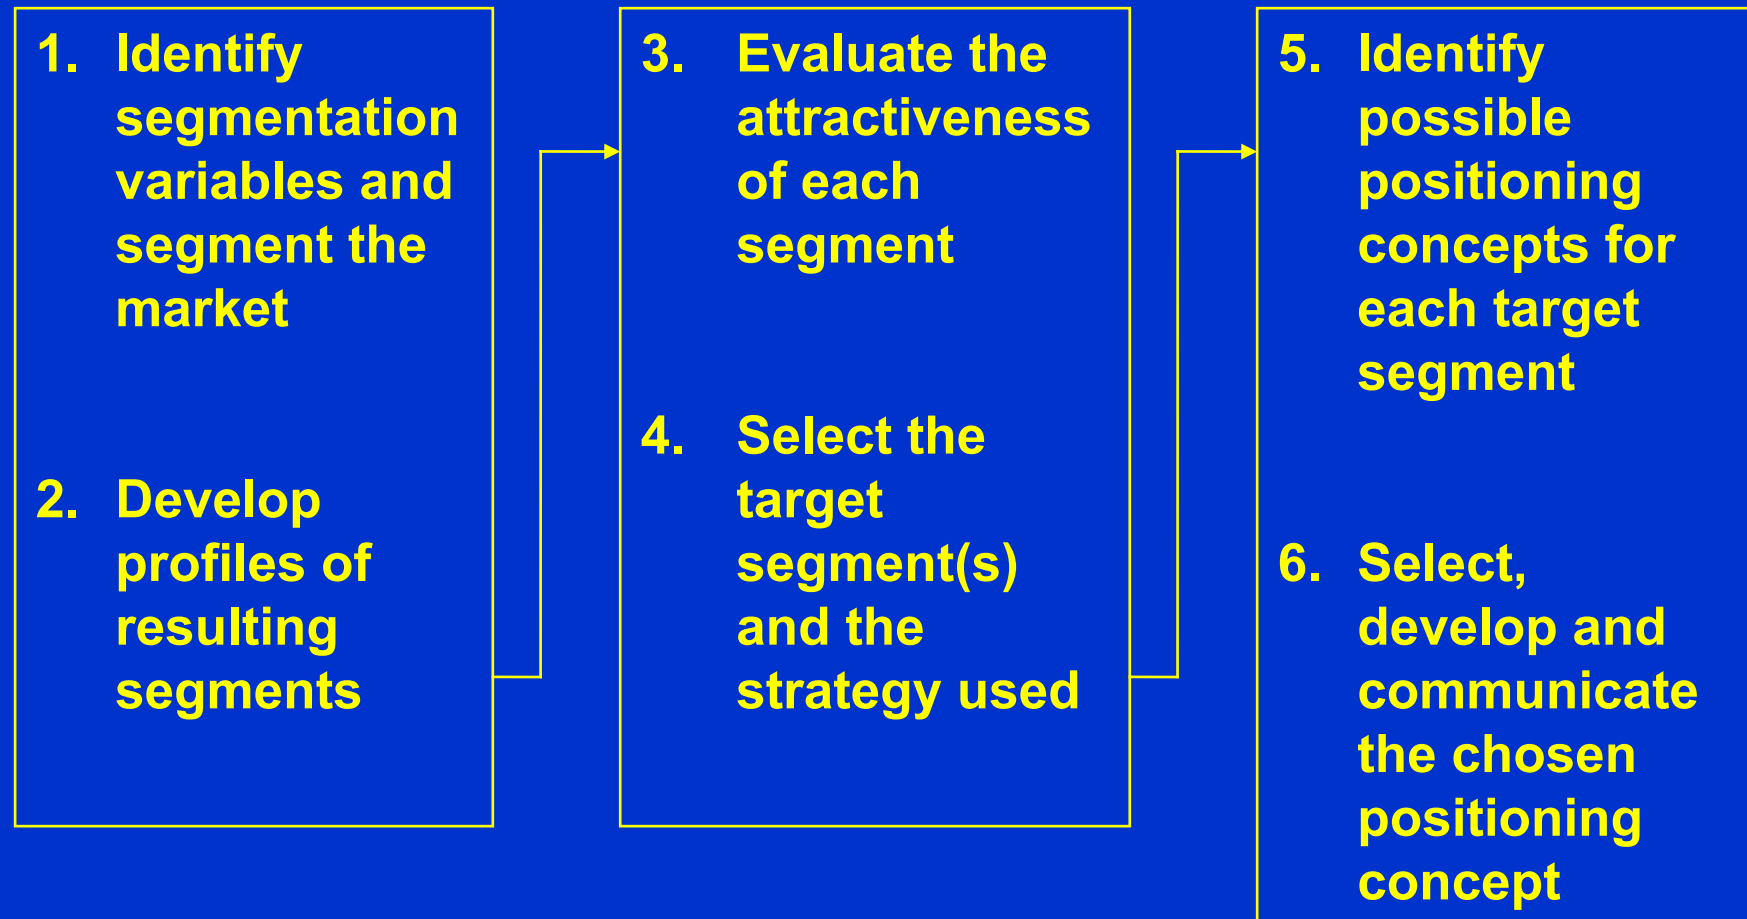 1. Identify
segmentation
variables and
segment the
market
2. Develop
profiles of
resulting
segments
3. Evaluate the
attractiveness
of each
segment
4. Select the
target
segment(s)
and the
strategy used
5. Identify
possible
positioning
concepts for
each target
segment
6. Select,
develop and
communicate
the chosen
positioning
concept